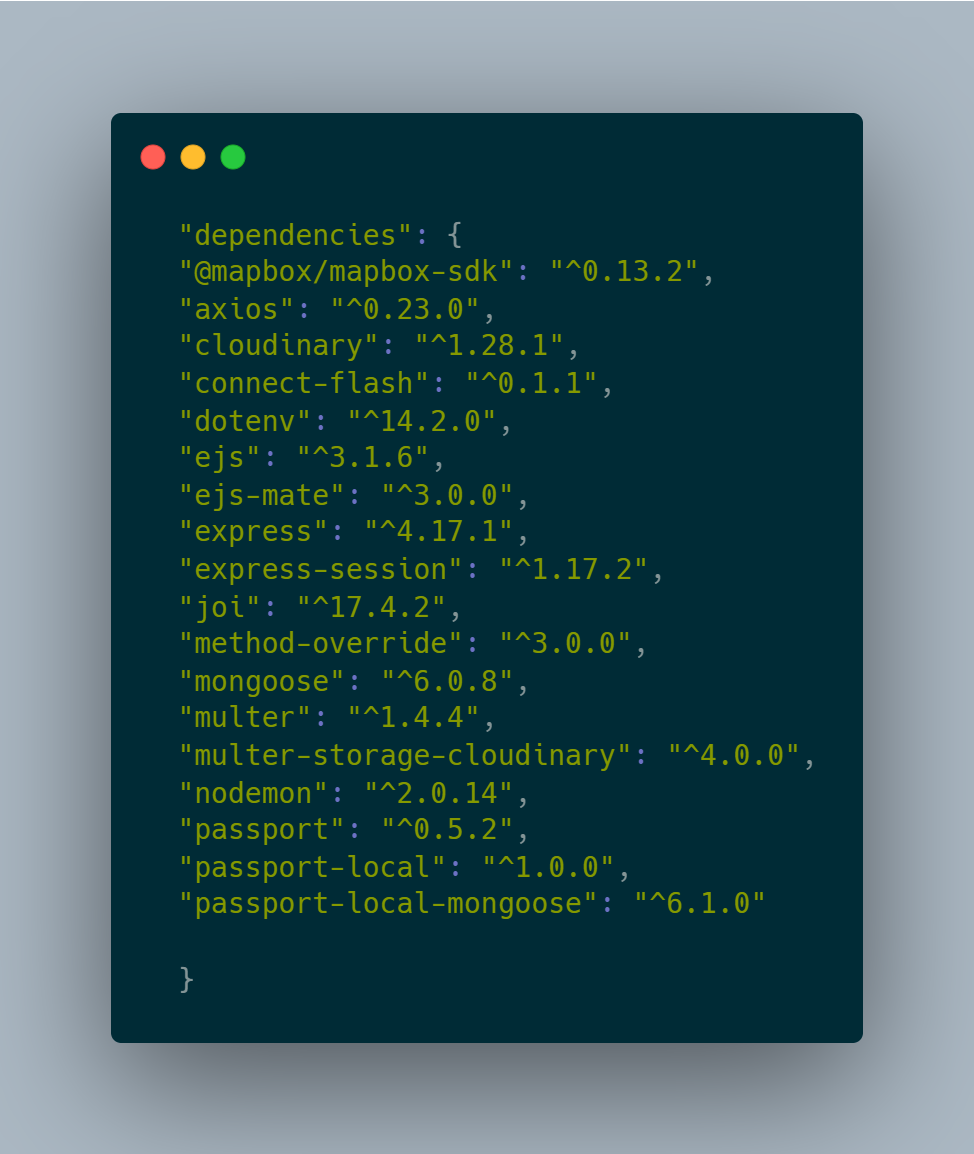 "dependencies": {
"@mapbox/mapbox-sdk": "^0.13.2",
"axios": "^0.23.0",
"cloudinary": "^1.28.1",
"connect-flash": "^0.1.1",
"dotenv": "^14.2.0",
"ejs": "^3.1.6",
"ejs-mate": "^3.0.0",
"express": "^4.17.1",
"express-session": "^1.17.2",
"joi": "^17.4.2",
"method-override": "^3.0.0",
"mongoose": "^6.0.8",
"multer": "^1.4.4",
"multer-storage-cloudinary": "^4.0.0",
"nodemon": "^2.0.14",
"passport": "^0.5.2",
"passport-local": "^1.0.0",
"passport-local-mongoose": "^6.1.0"
}